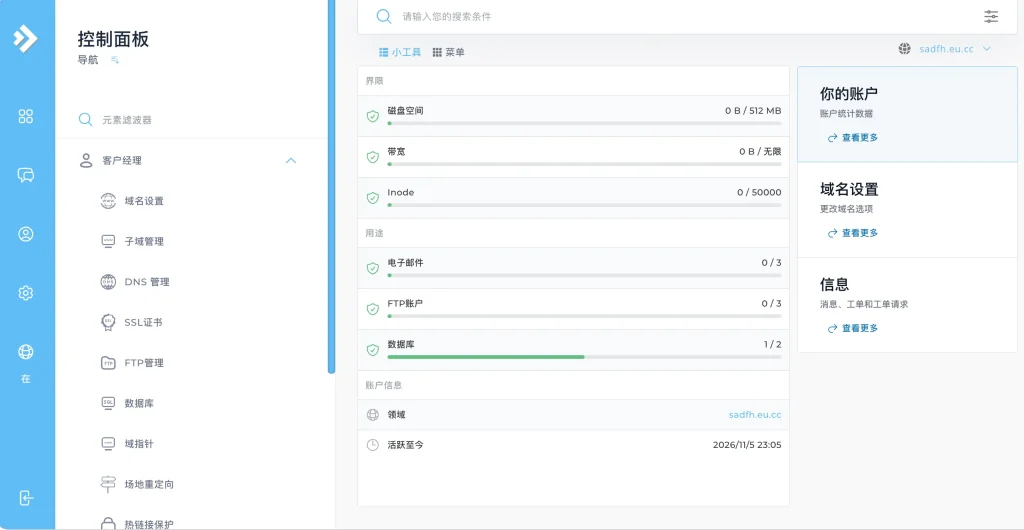 控制面板
导航
元素滤波器
客户经理
域名设置
子域管理
DNS 管理
SSL证书
FTP管理
数据库
域指针
场地重定向
热链接保护
在
请输入您的搜索条件
小工具 菜单
sadfh.eu.cc
界限
磁盘空间 0 B / 512 MB
带宽 0 B / 无限
Inode 0 / 50000
用途
电子邮件 0 / 3
FTP账户 0 / 3
数据库 1 / 2
账户信息
领域 sadfh.eu.cc
活跃至今 2026/11/5 23:05
你的账户
账户统计数据
查看更多
域名设置
更改域名选项
查看更多
信息
消息、工单和工单请求
查看更多